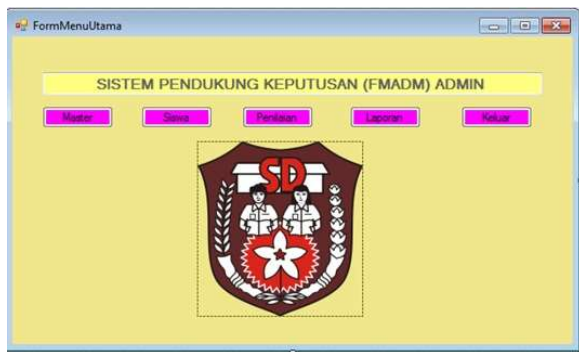 FormMenuUtama
SISTEM PENDUKUNG KEPUTUSAN (FMADM) ADMIN
Master Siswa Penilaian Laporan Keluar
SD